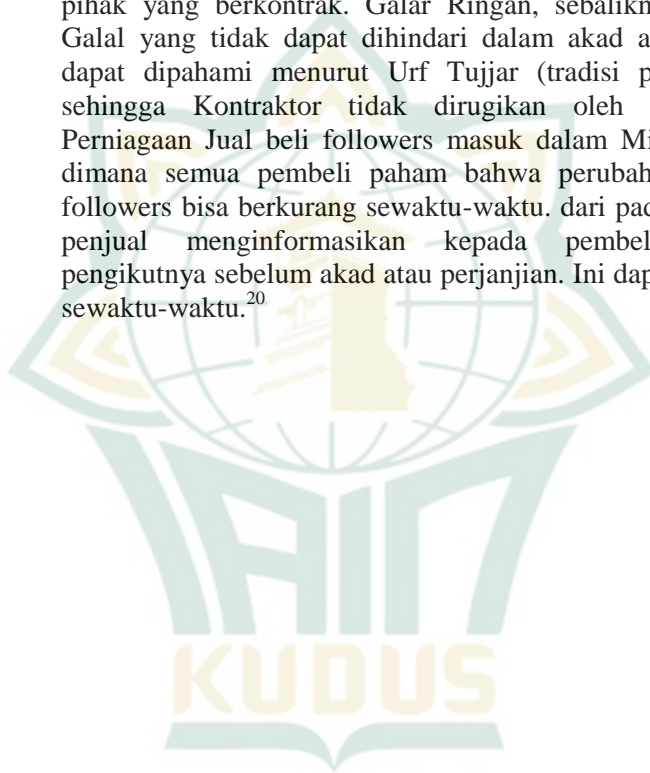 pihak yang berkontrak. Galar Ringan, sebalikn
Galal yang tidak dapat dihindari dalam akad a
dapat dipahami menurut Urf Tujjar (tradisi p
sehingga Kontraktor tidak dirugikan oleh
Perniagaan Jual beli followers masuk dalam Mi
dimana semua pembeli paham bahwa perubah
followers bisa berkurang sewaktu-waktu. dari pad
penjual menginformasikan kepada pembel
pengikutnya sebelum akad atau perjanjian. Ini dap
sewaktu-waktu.20
IAIN
KUDUS